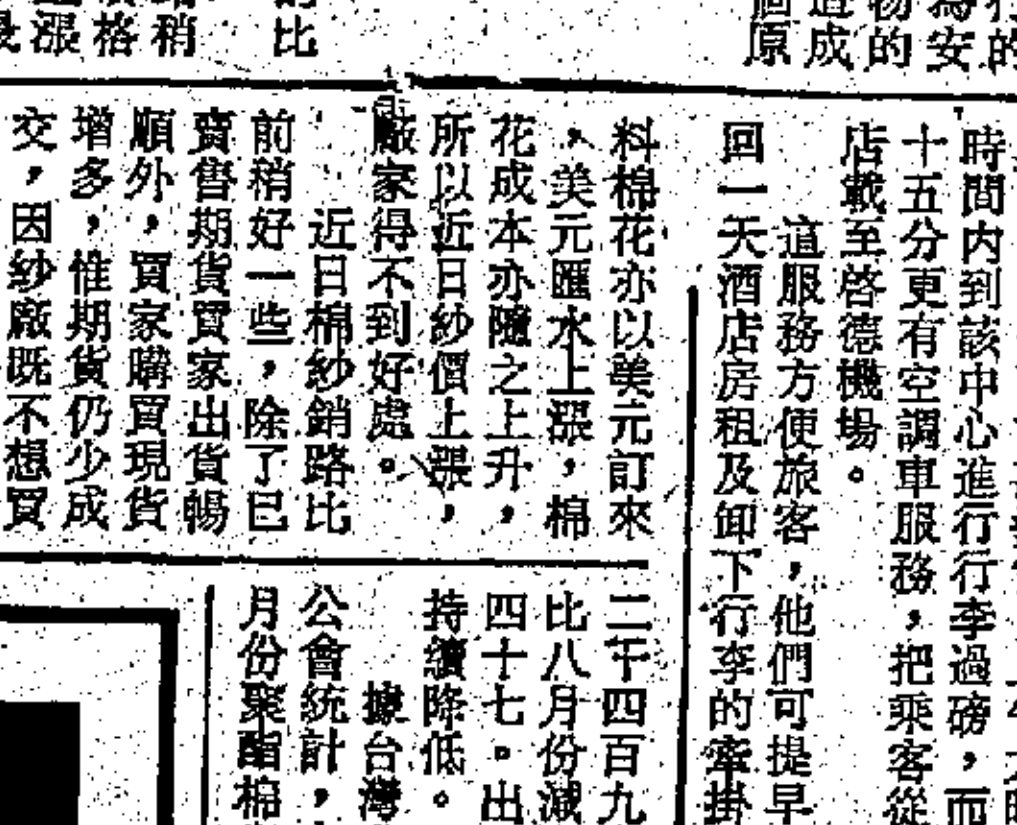 行
的
為
安
物
的
造
成
原
的
比
稍
格
漲
時間内到該中心進行行李過磅，而
十五分更有空調車服務，把乘客從
店載至啓德機場。
這服務方便旅客，他們可提早
回一天酒店房租及卸下行李的牽掛
料棉花亦以美元訂來
，美元匯水上漲，棉
花成本亦隨之上升，
所以近日紗價上漲，
廠家得不到好處。
近日棉紗銷路比
前稍好一些，除了已
賣售期貨買家出貨暢
順外，買家購買現貨
增多，惟期貨仍少成
交，因紗廠既不想買
二千四百九
比八月份減
四十七。出
持續降低。
據台灣
公會統計，
月份聚酯棉